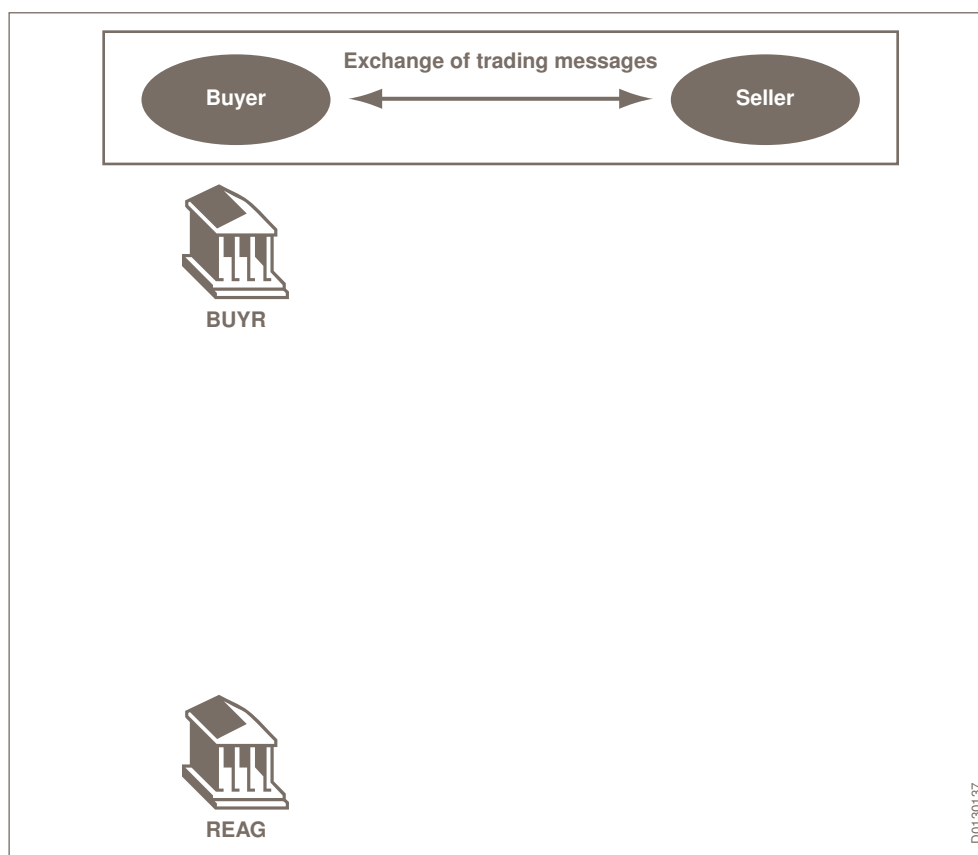 Exchange of trading messages
Buyer
Seller
BUYR
REAG
D0130137